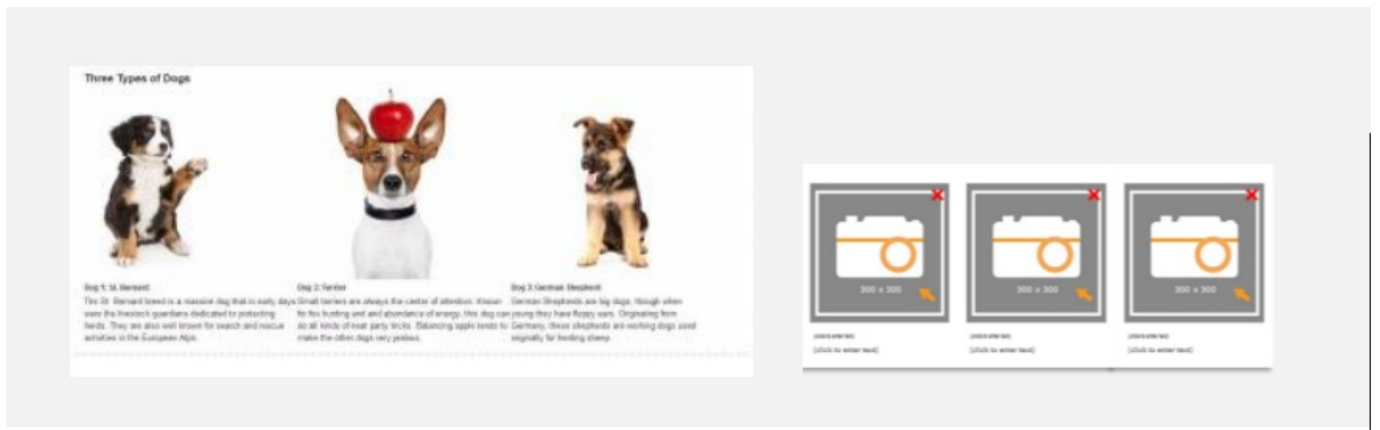 Three Types of Dogs
Dog 1: St. Bernard
The St. Bernard breed is a massive dog that in early days
were the livestock guardians dedicated to protecting
herds. They are also well known for search and rescue
activities in the European Alps.
Dog 2: Terrier
Small terriers are always the center of attention. Known
for fox hunting and and abundance of energy, this dog can
do all kinds of neat party tricks. Balancing apple tends to
make the other dogs very jealous.
Dog 3: German Shepherd
German Shepherds are big dogs, though when
young they have floppy ears. Originating from
Germany, these shepherds are working dogs used
originally for herding sheep.
300 x 300
[click to enter text]
300 x 300
[click to enter text]
300 x 300
[click to enter text]